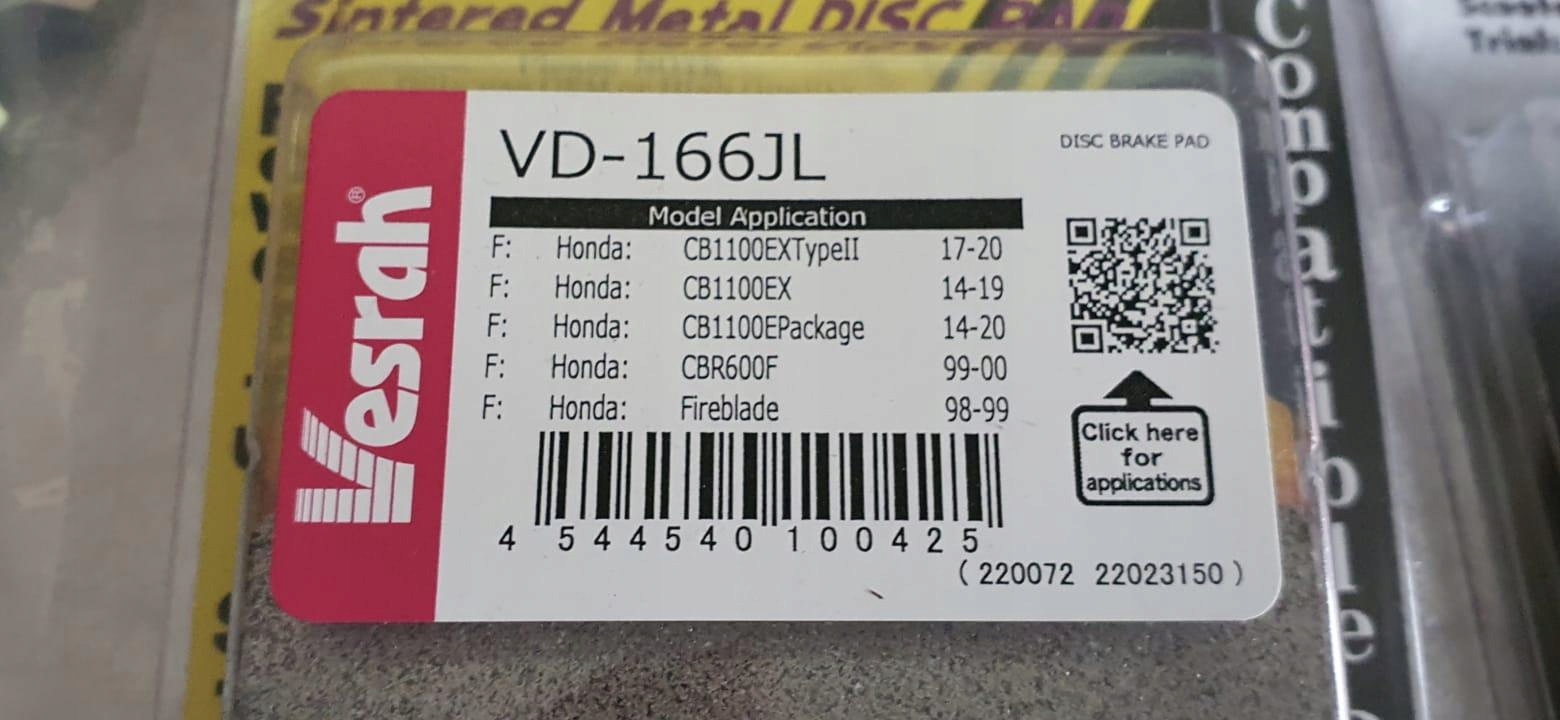 Sintered Metal DISC PAD
Vesrah®
VD-166JL
DISC BRAKE PAD
Model Application
F: Honda: CB1100EXTypeII 17-20
F: Honda: CB1100EX 14-19
F: Honda: CB1100EPackage 14-20
F: Honda: CBR600F 99-00
F: Honda: Fireblade 98-99
Click here
for
applications
4 544540 100425
(220072 22023150)